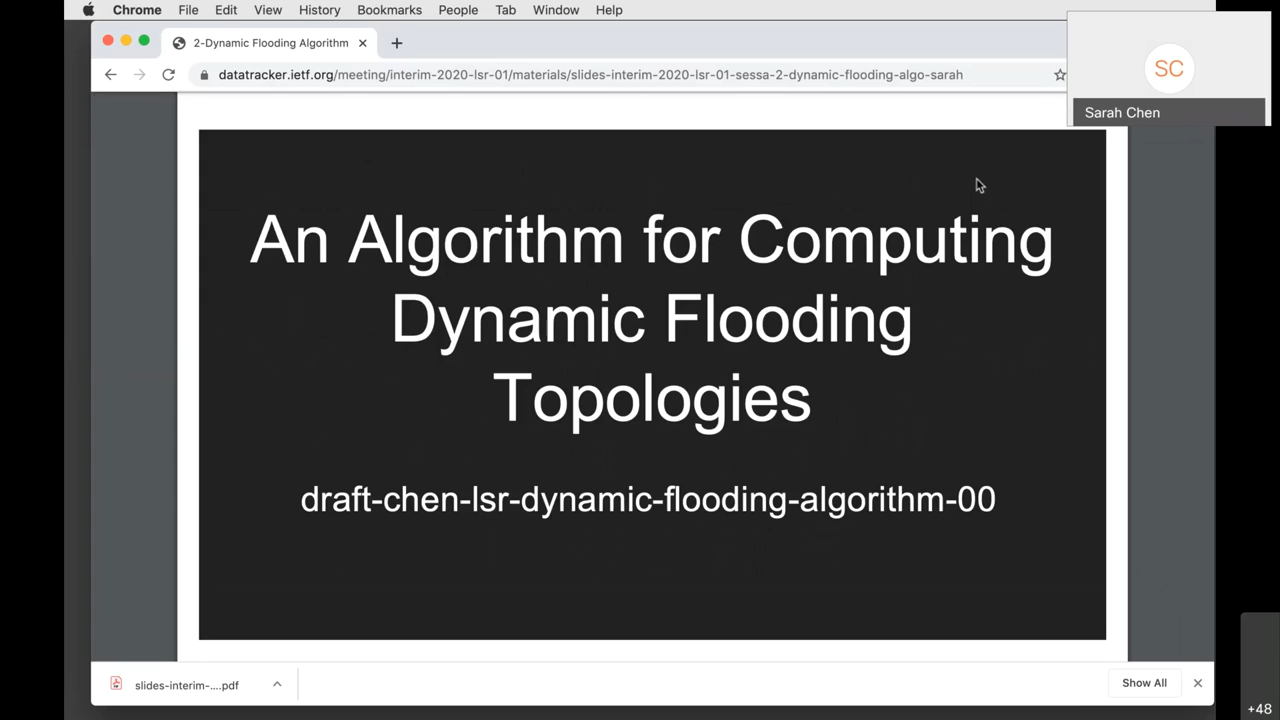 Chrome File Edit View History Bookmarks People Tab Window Help
2-Dynamic Flooding Algorithm
datatracker.ietf.org/meeting/interim-2020-lsr-01/materials/slides-interim-2020-lsr-01-sessa-2-dynamic-flooding-algo-sarah
SC
Sarah Chen
An Algorithm for Computing
Dynamic Flooding
Topologies
draft-chen-lsr-dynamic-flooding-algorithm-00
slides-interim-....pdf
Show All
+48